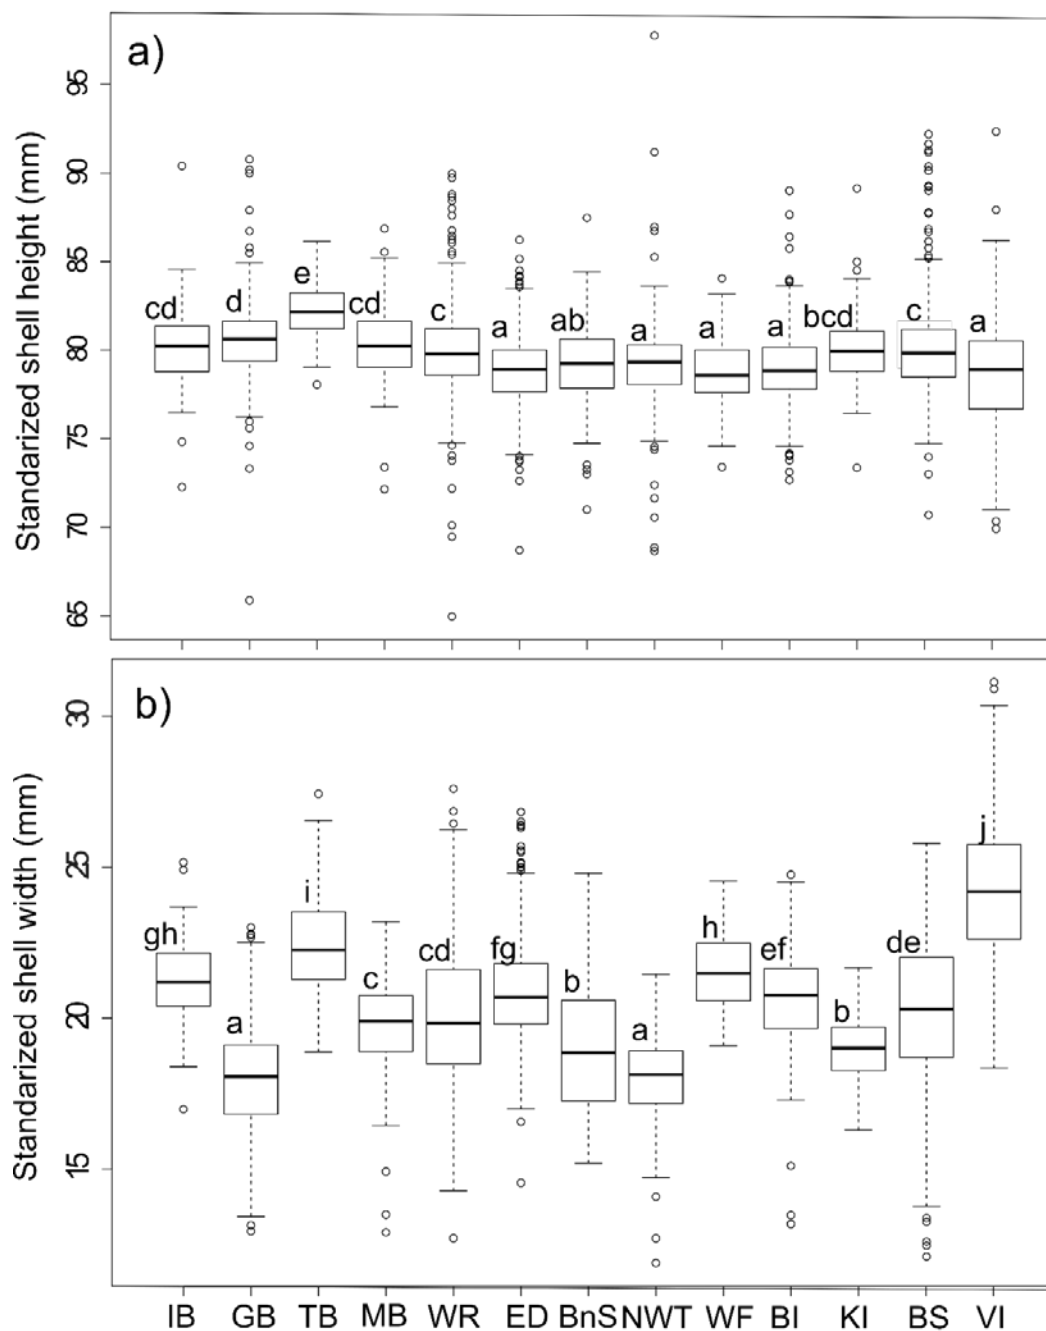 a)
Standarized shell height (mm)
95
90
85
80
75
70
65
cd
d
e
cd
c
a
ab
a
a
a
bcd
c
a
b)
Standarized shell width (mm)
30
25
20
15
gh
a
i
c
cd
fg
b
a
h
ef
b
de
j
IB GB TB MB WR ED BnS NWT WF BI KI BS VI